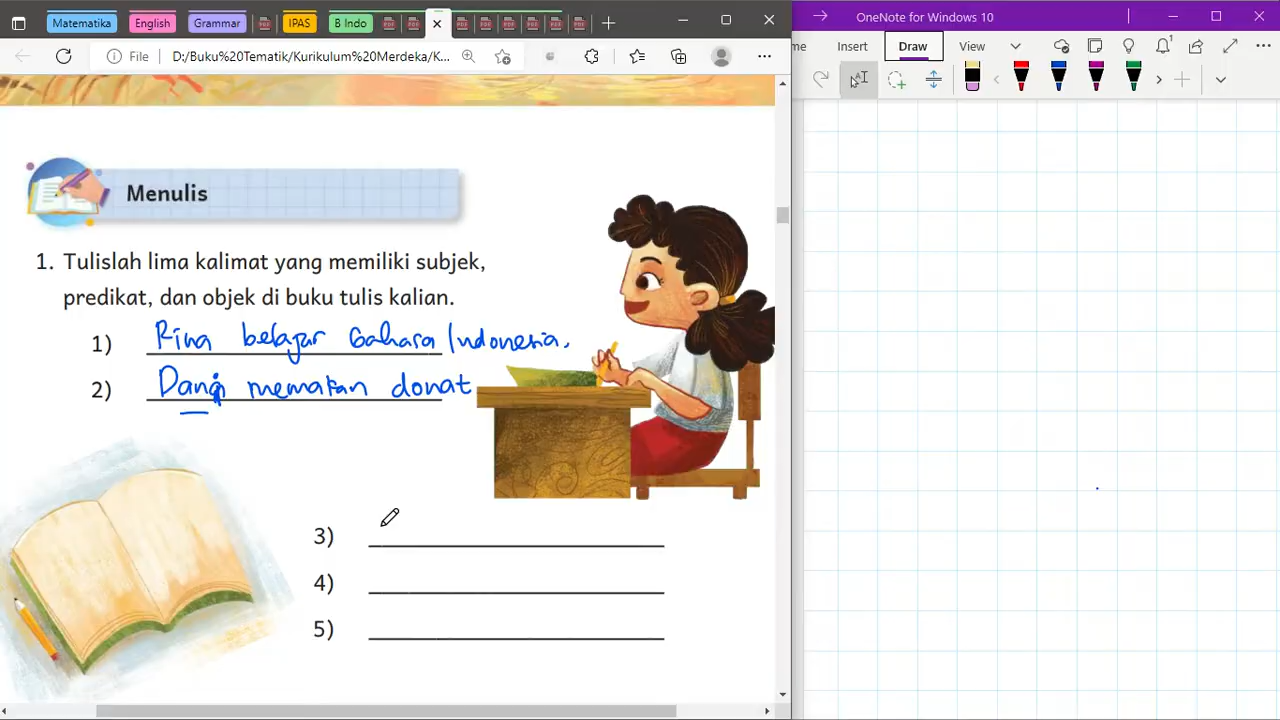 Matematika English Grammar IPAS B Indo
File D:/Buku%20Tematik/Kurikulum%20Merdeka/K...
OneNote for Windows 10
me Insert Draw View
Menulis
1. Tulislah lima kalimat yang memiliki subjek,
predikat, dan objek di buku tulis kalian.
1) Rina belajar bahasa Indonesia.
2) memakan donat
3)
4)
5)